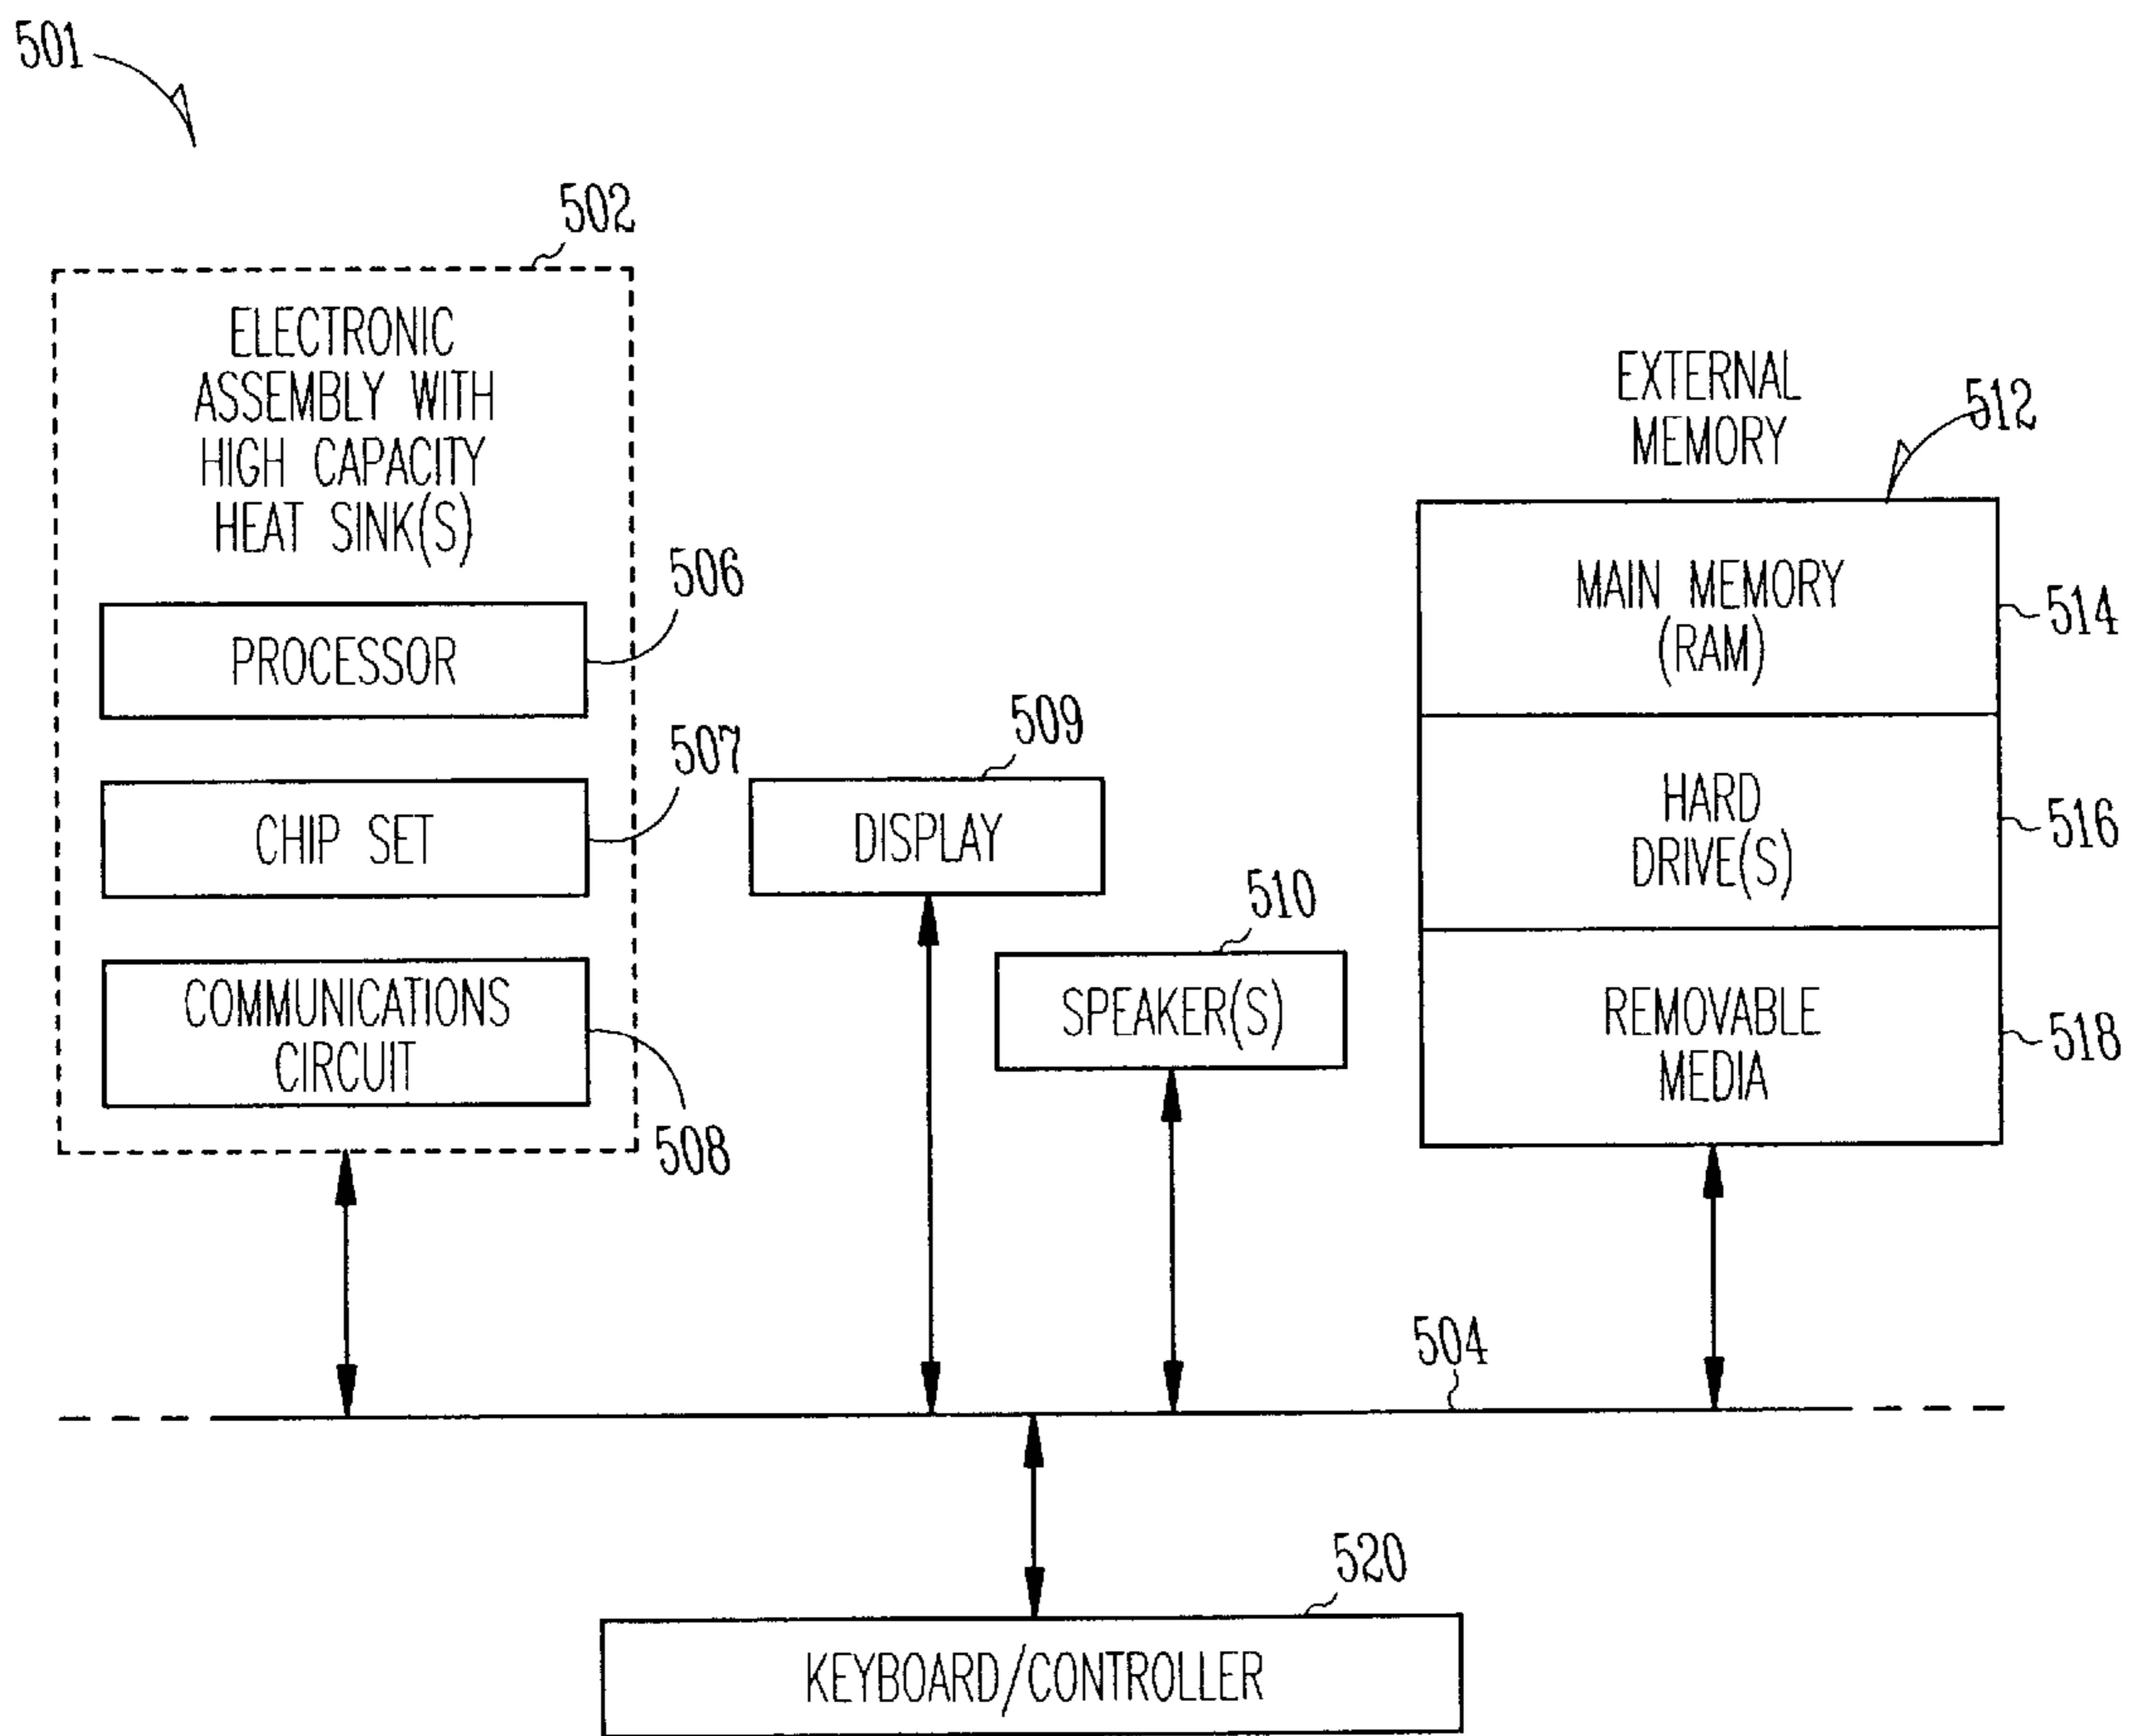 501
502
ELECTRONIC
ASSEMBLY WITH
HIGH CAPACITY
HEAT SINK(S)
506
PROCESSOR
507
CHIP SET
COMMUNICATIONS
CIRCUIT
508
509
DISPLAY
510
SPEAKER(S)
EXTERNAL
MEMORY
512
MAIN MEMORY
(RAM)
514
HARD
DRIVE(S)
516
REMOVABLE
MEDIA
518
504
520
KEYBOARD/CONTROLLER